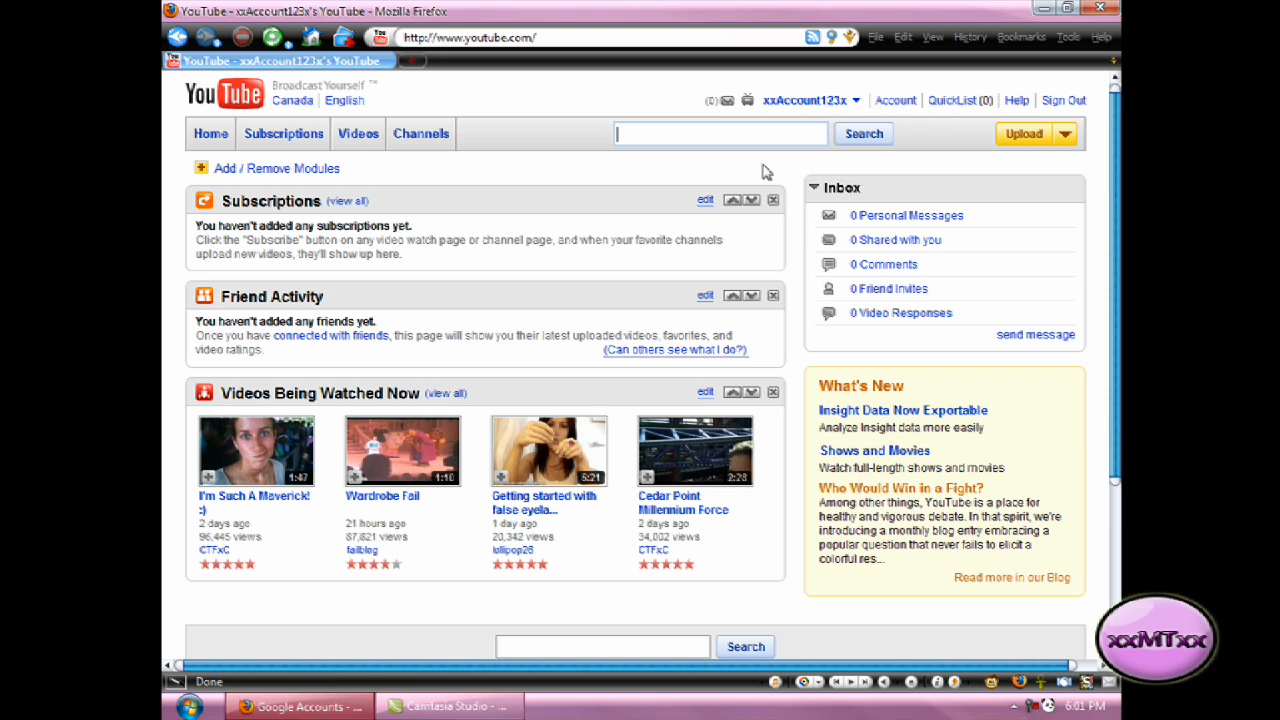 YouTube - xxAccount123x's YouTube - Mozilla Firefox
http://www.youtube.com/
File Edit View History Bookmarks Tools Help
YouTube - xxAccount123x's YouTube
YouTube Broadcast Yourself ™
Canada | English
(0) xxAccount123x | Account | QuickList (0) | Help | Sign Out
Home Subscriptions Videos Channels Search Upload
Add / Remove Modules
Subscriptions (view all) edit
You haven't added any subscriptions yet.
Click the "Subscribe" button on any video watch page or channel page, and when your favorite channels
upload new videos, they'll show up here.
Friend Activity edit
You haven't added any friends yet.
Once you have connected with friends, this page will show you their latest uploaded videos, favorites, and
video ratings. (Can others see what I do?)
Videos Being Watched Now (view all) edit
1:47 1:10 5:21 2:28
I'm Such A Maverick!
:)
2 days ago
96,445 views
CTFxC
Wardrobe Fail
21 hours ago
87,821 views
failblog
Getting started with
false eyela...
1 day ago
20,342 views
lollipop26
Cedar Point
Millennium Force
2 days ago
34,002 views
CTFxC
Inbox
0 Personal Messages
0 Shared with you
0 Comments
0 Friend Invites
0 Video Responses
send message
What's New
Insight Data Now Exportable
Analyze Insight data more easily
Shows and Movies
Watch full-length shows and movies
Who Would Win in a Fight?
Among other things, YouTube is a place for
healthy and vigorous debate. In that spirit, we're
introducing a monthly blog entry embracing a
popular question that never fails to elicit a
colorful res...
Read more in our Blog
Search
xxMTxx
Done
Google Accounts - ...
Camtasia Studio - ...
6:01 PM